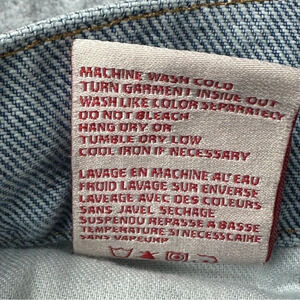 MACHINE WASH COLD
TURN GARMENT INSIDE OUT
WASH LIKE COLOR SEPARATELY
DO NOT BLEACH
HANG DRY OR
TUMBLE DRY LOW
COOL IRON IF NECESSARY
LAVAGE EN MACHINE AL'EAU
FROID LAVAGE SUR ENVERSE
LAVEAGE AVEC DES COULEURS
SANS JAVEL SECHAGE
SUSPENDU REPASSE A BASSE
TEMPERATURE SI NECESSAIRE
SANS VAPEUR